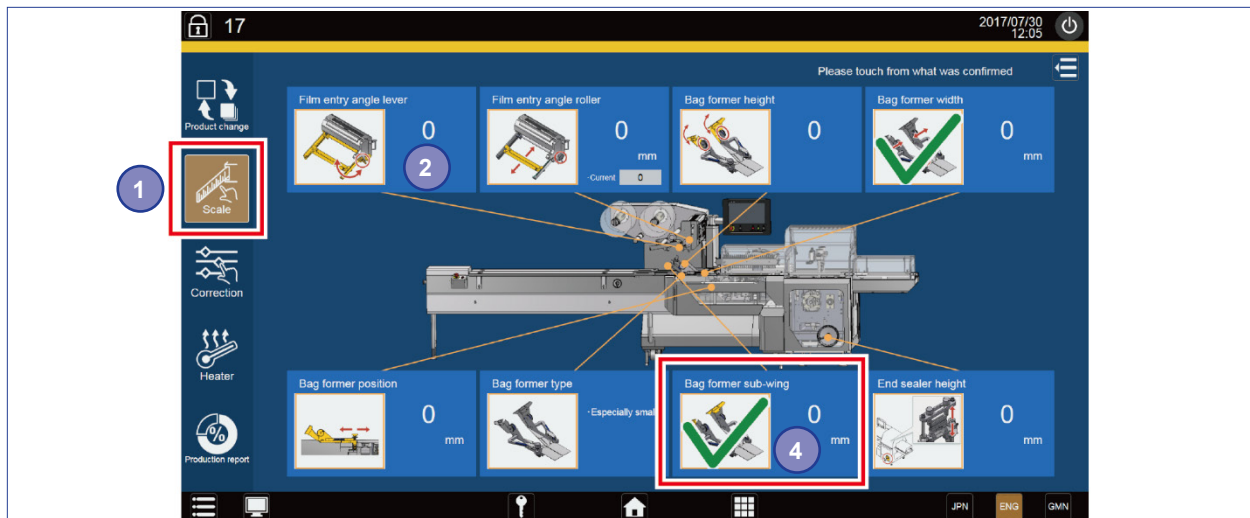 17
2017/07/30
12:05
Please touch from what was confirmed
Product change
Film entry angle lever
0
2
Film entry angle roller
0
mm
-Current 0
Bag former height
0
Bag former width
0
mm
1
Scale
Correction
Heater
%
Production report
Bag former position
0
mm
Bag former type
-Especially small
Bag former sub-wing
0
mm
4
End sealer height
0
mm
JPN ENG GMN